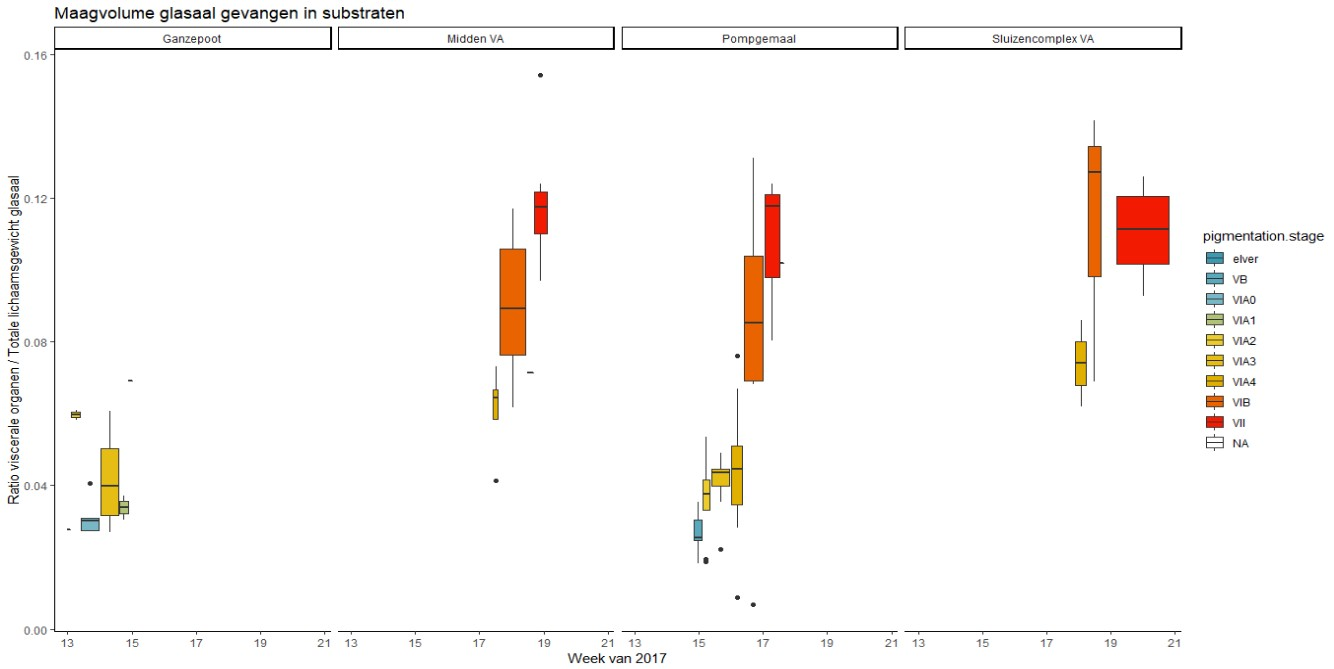 Maagvolume glasaal gevangen in substraten
Ganzepoot Midden VA Pompgemaal Sluizencomplex VA
Ratio viscerale organen / Totale lichaamsgewicht glasaal
0.16
0.12
0.08
0.04
0.00
13 15 17 19 21 13 15 17 19 21 13 15 17 19 21 13 15 17 19 21
Week van 2017
pigmentation.stage
elver
VB
VIA0
VIA1
VIA2
VIA3
VIA4
VIB
VII
NA